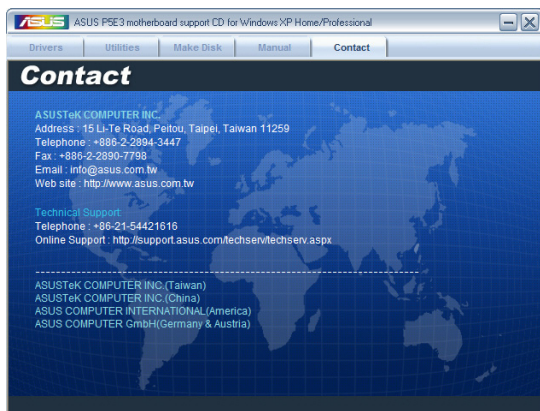 ASUS ASUS P5E3 motherboard support CD for Windows XP Home/Professional
Drivers Utilities Make Disk Manual Contact
Contact
ASUSTeK COMPUTER INC.
Address : 15 Li-Te Road, Peitou, Taipei, Taiwan 11259
Telephone : +886-2-2894-3447
Fax : +886-2-2890-7798
Email : info@asus.com.tw
Web site : http://www.asus.com.tw
Technical Support
Telephone : +86-21-54421616
Online Support : http://support.asus.com/techserv/techserv.aspx
ASUSTeK COMPUTER INC.(Taiwan)
ASUSTeK COMPUTER INC.(China)
ASUS COMPUTER INTERNATIONAL(America)
ASUS COMPUTER GmbH(Germany & Austria)